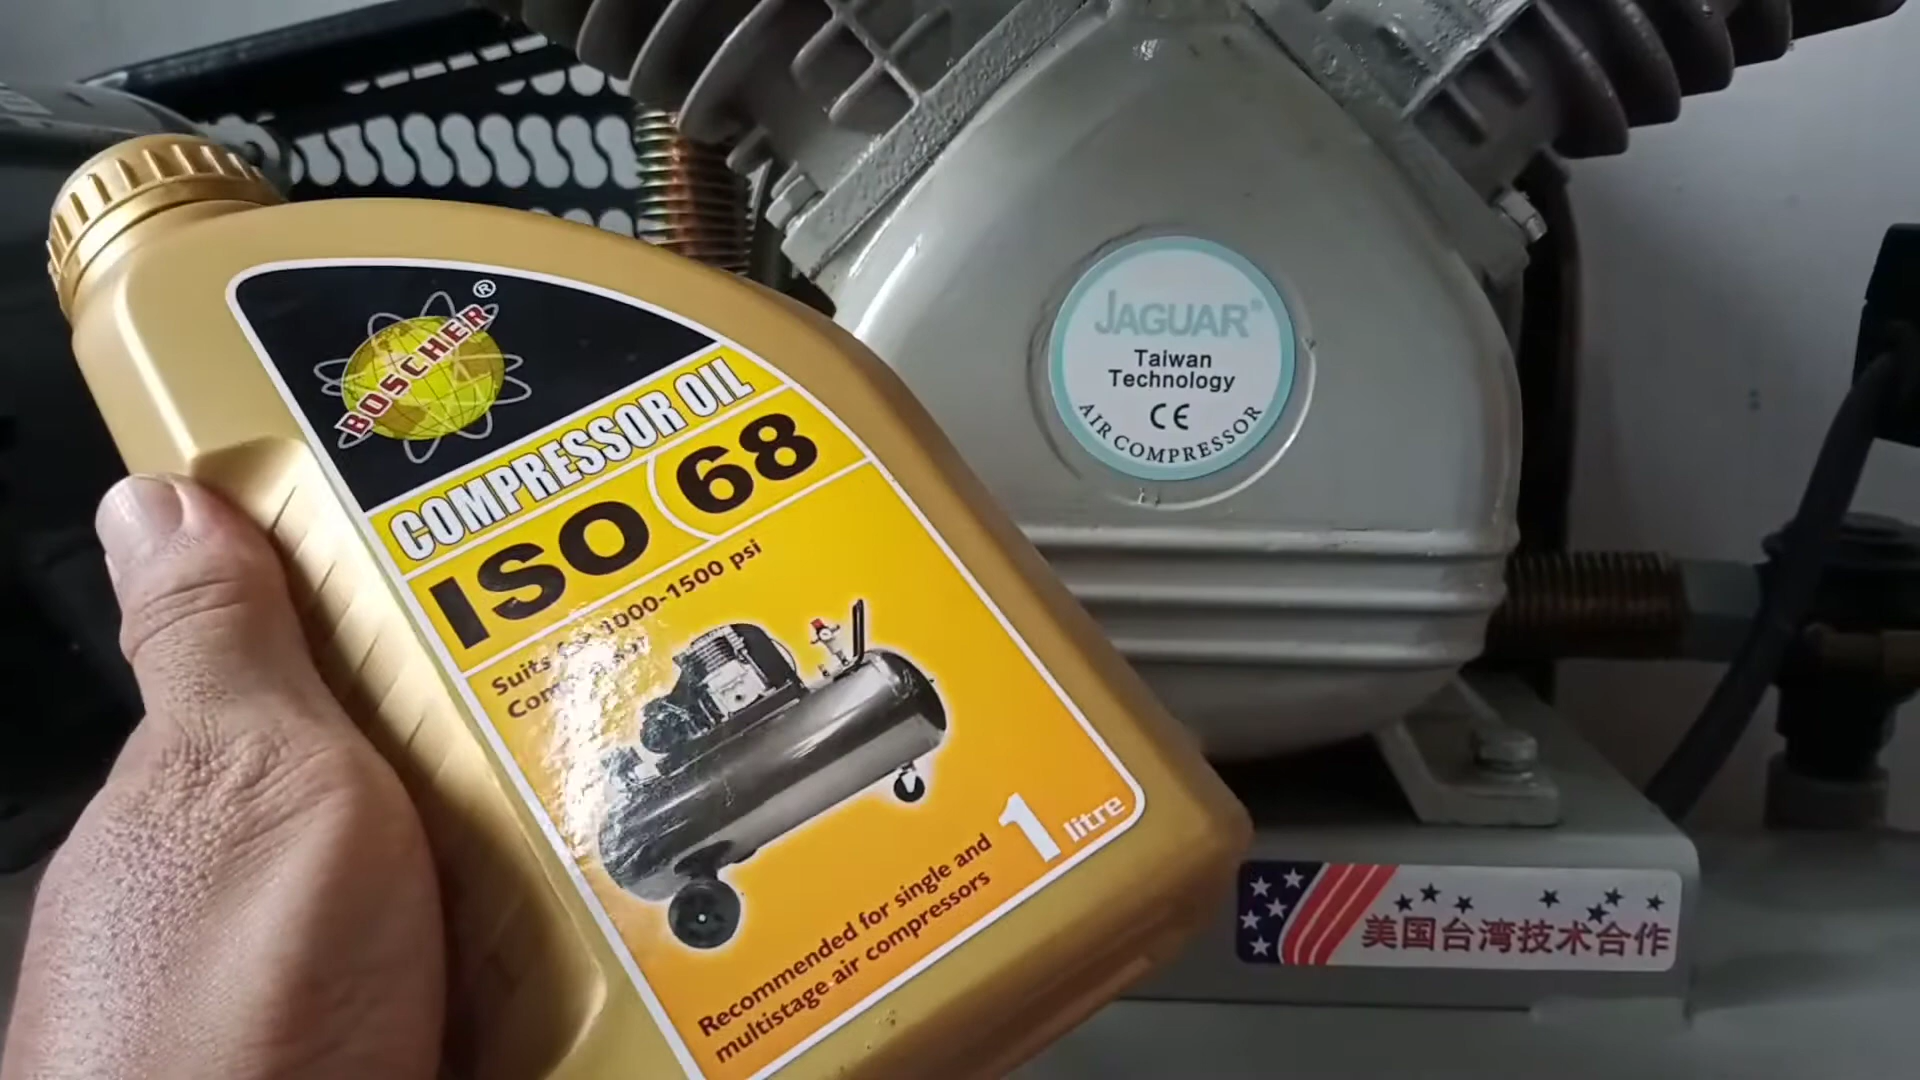 BOSCHER®
COMPRESSOR OIL
ISO 68
Suits for 1000-1500 psi
1 litre
Recommended for single and
multistage air compressors
JAGUAR®
Taiwan
Technology
CE
AIR COMPRESSOR
美国台湾技术合作